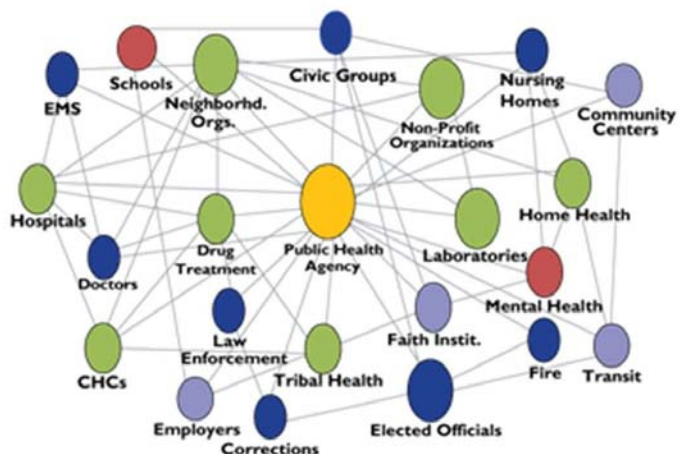 Civic Groups
Schools
Neighborhd.
Orgs.
EMS
Nursing
Homes
Community
Centers
Non-Profit
Organizations
Hospitals
Home Health
Drug
Treatment
Public Health
Agency
Laboratories
Doctors
Mental Health
Law
Enforcement
Faith Instit.
CHCs
Tribal Health
Fire
Transit
Employers
Corrections
Elected Officials